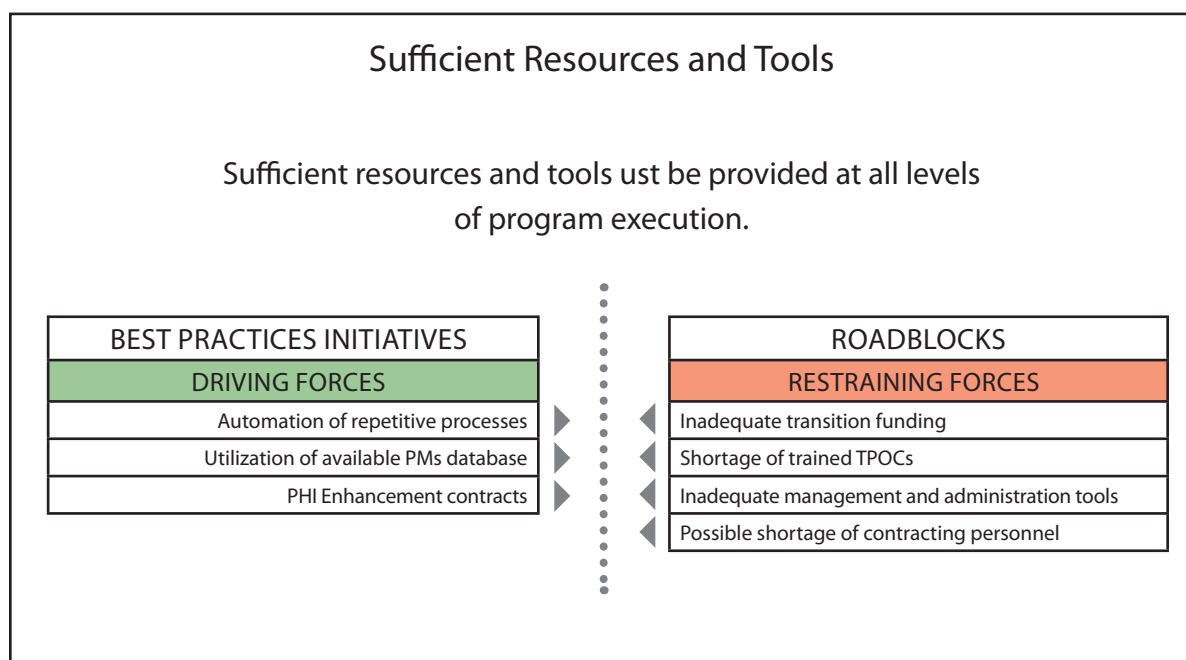 Sufficient Resources and Tools
Sufficient resources and tools ust be provided at all levels
of program execution.
BEST PRACTICES INITIATIVES
DRIVING FORCES
Automation of repetitive processes
Utilization of available PMs database
PHI Enhancement contracts
ROADBLOCKS
RESTRAINING FORCES
Inadequate transition funding
Shortage of trained TPOCs
Inadequate management and administration tools
Possible shortage of contracting personnel